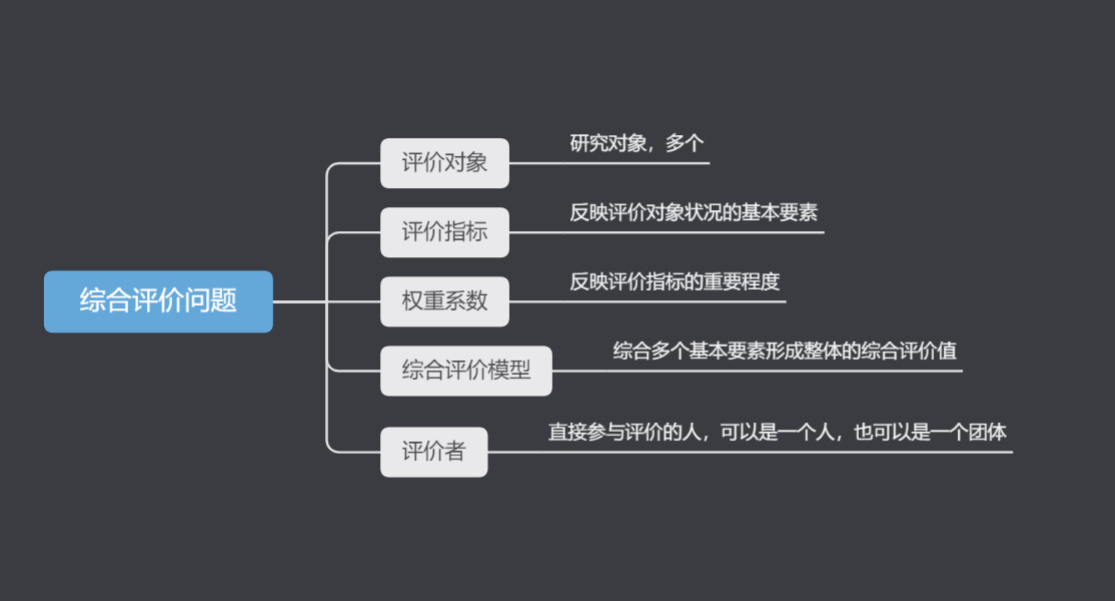 综合评价问题
评价对象
研究对象，多个
评价指标
反映评价对象状况的基本要素
权重系数
反映评价指标的重要程度
综合评价模型
综合多个基本要素形成整体的综合评价值
评价者
直接参与评价的人，可以是一个人，也可以是一个团体